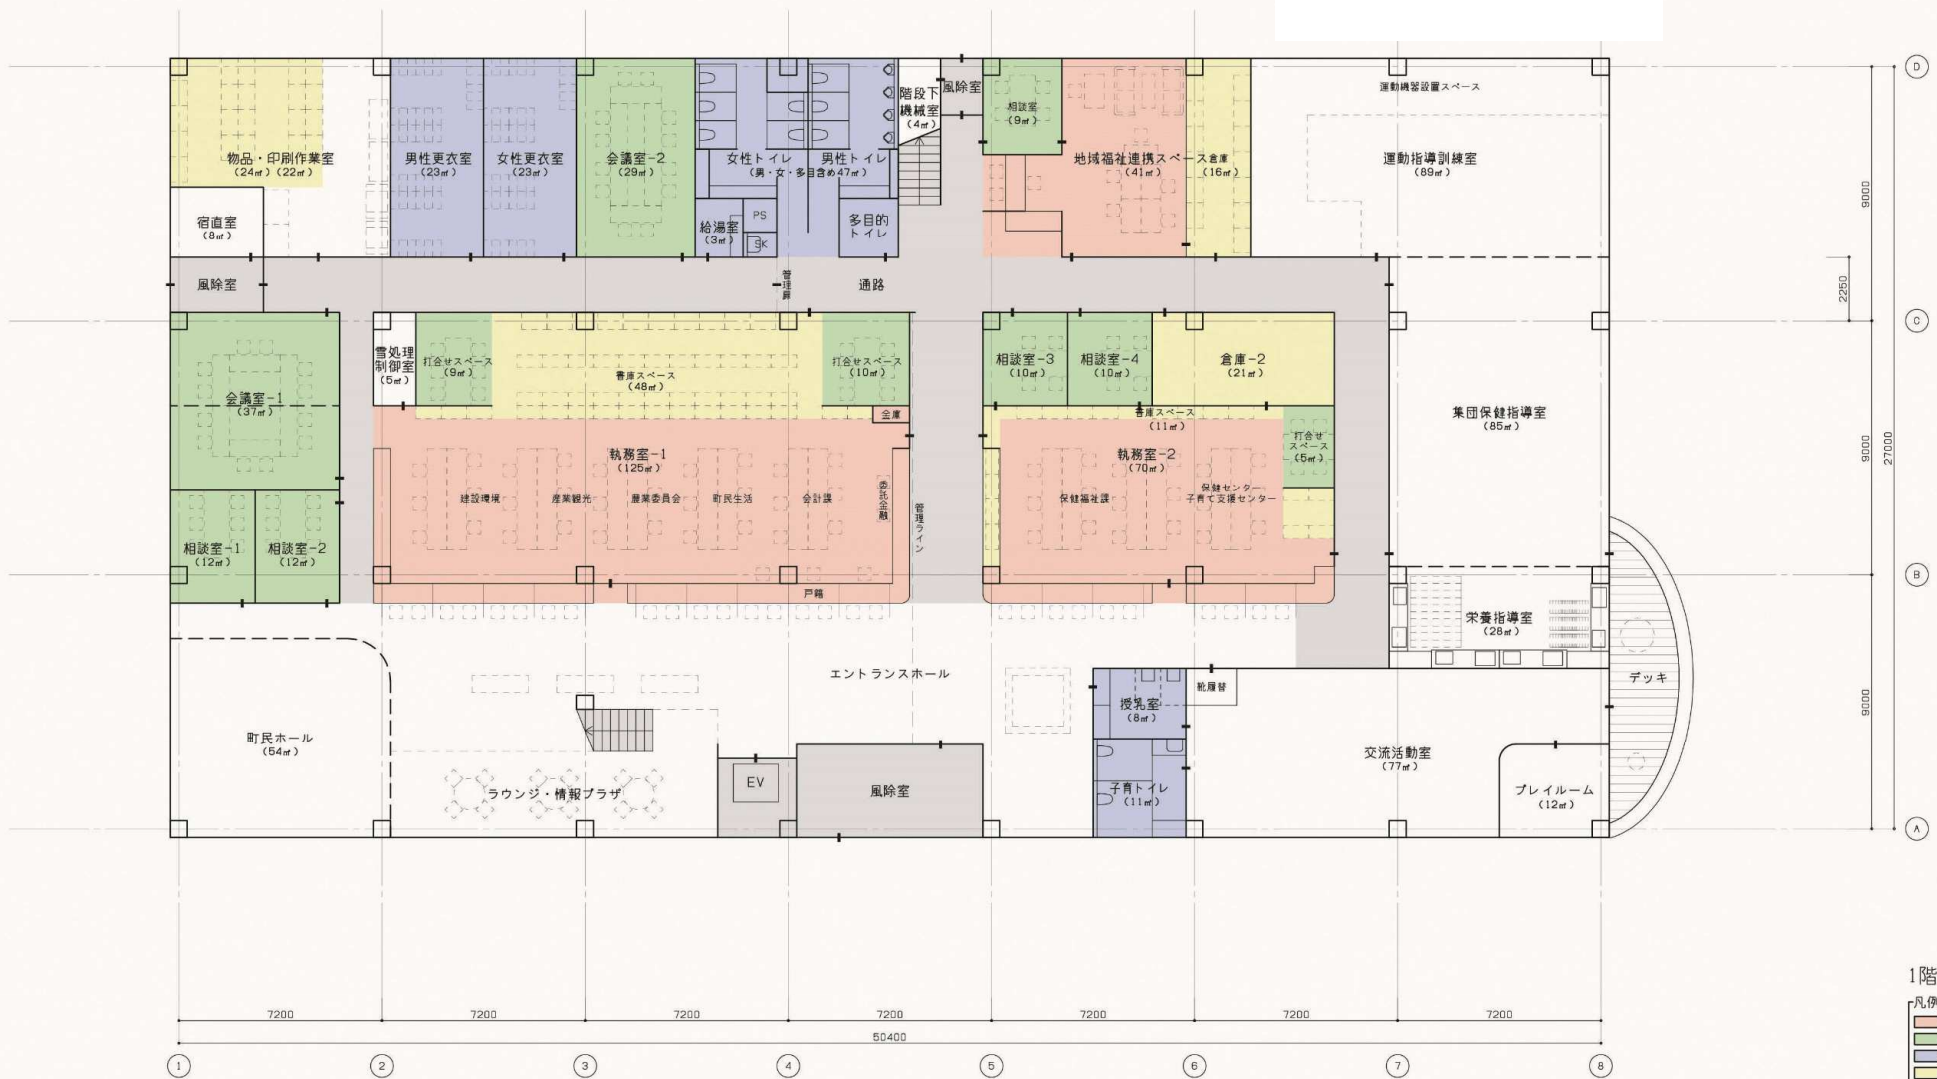 D
運動機器設置スペース
階段下
機械室
(4㎡)
風除室
相談室
(9㎡)
物品・印刷作業室
(24㎡)(22㎡)
男性更衣室
(23㎡)
女性更衣室
(23㎡)
会議室-2
(29㎡)
女性トイレ
男性トイレ
(男・女・多目含め47㎡)
地域福祉連携スペース
(41㎡)
倉庫
(16㎡)
運動指導訓練室
(89㎡)
9000
宿直室
(8㎡)
給湯室
(3㎡)
PS
SK
多目的
トイレ
風除室
管理扉
通路
2250
C
雪処理
制御室
(5㎡)
打合せスペース
(9㎡)
書庫スペース
(48㎡)
打合せスペース
(10㎡)
相談室-3
(10㎡)
相談室-4
(10㎡)
倉庫-2
(21㎡)
会議室-1
(37㎡)
金庫
書庫スペース
(11㎡)
集団保健指導室
(85㎡)
打合せ
スペース
(5㎡)
執務室-1
(125㎡)
執務室-2
(70㎡)
9000
27000
建設環境
産業観光
農業委員会
町民生活
会計課
委託金融
管理ライン
保健福祉課
保健センター
子育て支援センター
相談室-1
(12㎡)
相談室-2
(12㎡)
B
戸籍
栄養指導室
(28㎡)
エントランスホール
デッキ
靴履替
授乳室
(8㎡)
9000
町民ホール
(54㎡)
交流活動室
(77㎡)
ラウンジ・情報プラザ
EV
風除室
子育トイレ
(11㎡)
プレイルーム
(12㎡)
A
1階
凡例
7200
7200
7200
7200
7200
7200
7200
50400
1
2
3
4
5
6
7
8